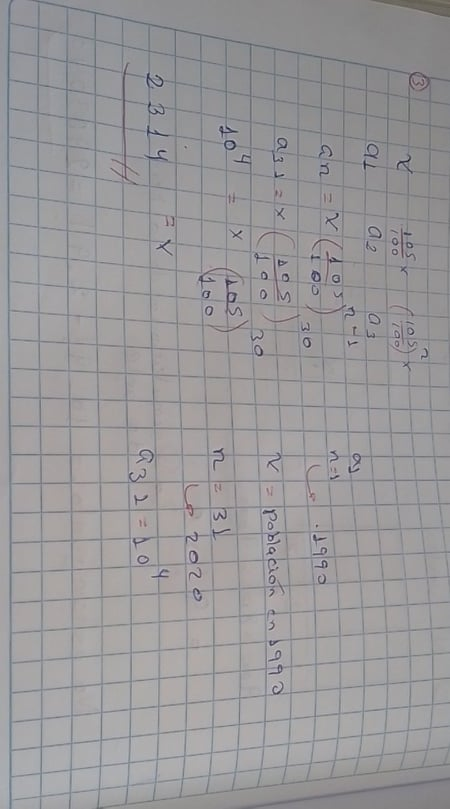 ③
x 105/100 x (105/100)² x
a1 a2 a3
an = x (105/100)ⁿ⁻¹
a31 = x (105/100)³⁰
10⁴ = x (105/100)³⁰
2314 = x
a1
n=1
↳ 1990
x = población en 1990
n = 31
↳ 2020
a31 = 10⁴